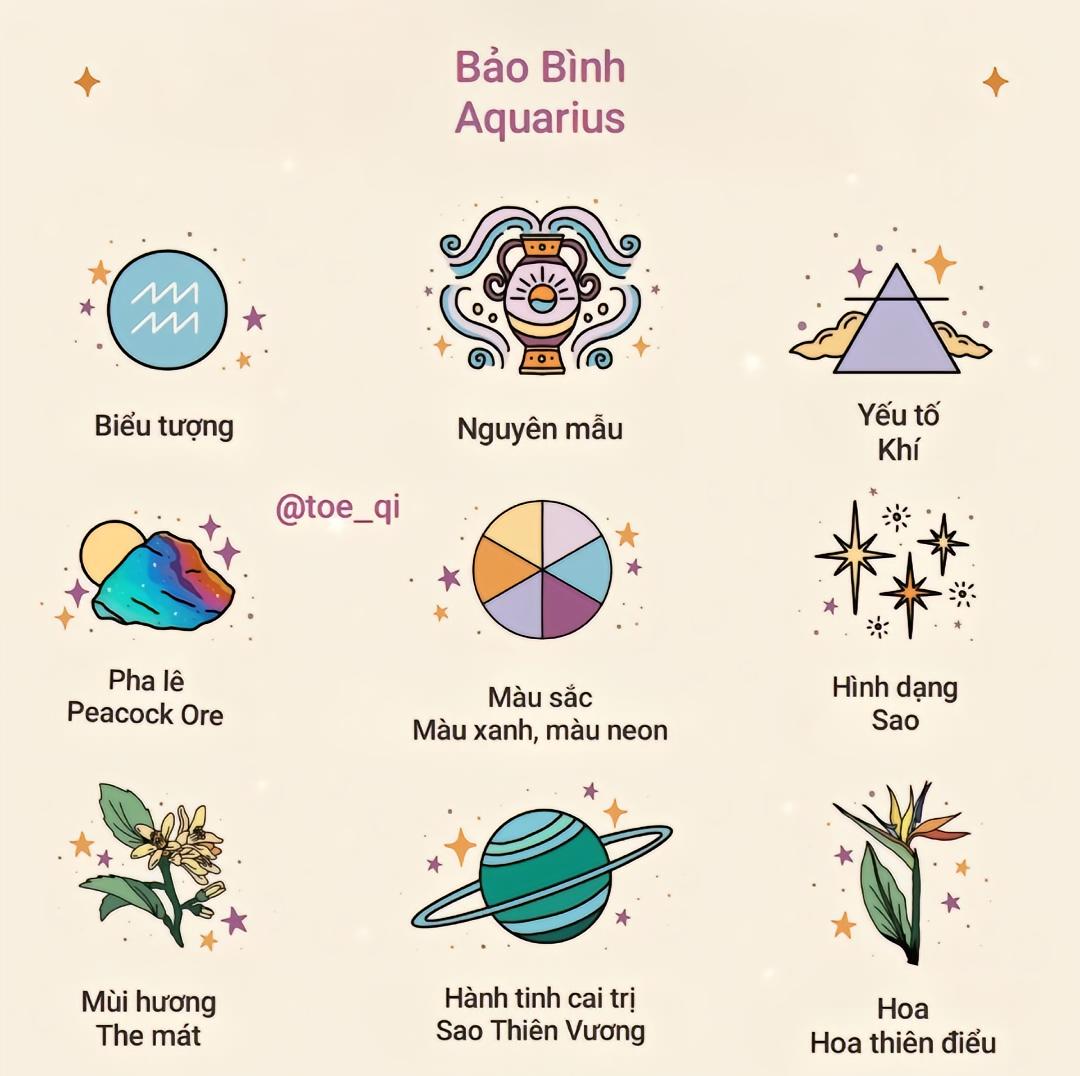 Bảo Bình
Aquarius
Biểu tượng
Nguyên mẫu
Yếu tố
Khí
@toe_qi
Pha lê
Peacock Ore
Màu sắc
Màu xanh, màu neon
Hình dạng
Sao
Mùi hương
The mát
Hành tinh cai trị
Sao Thiên Vương
Hoa
Hoa thiên điểu